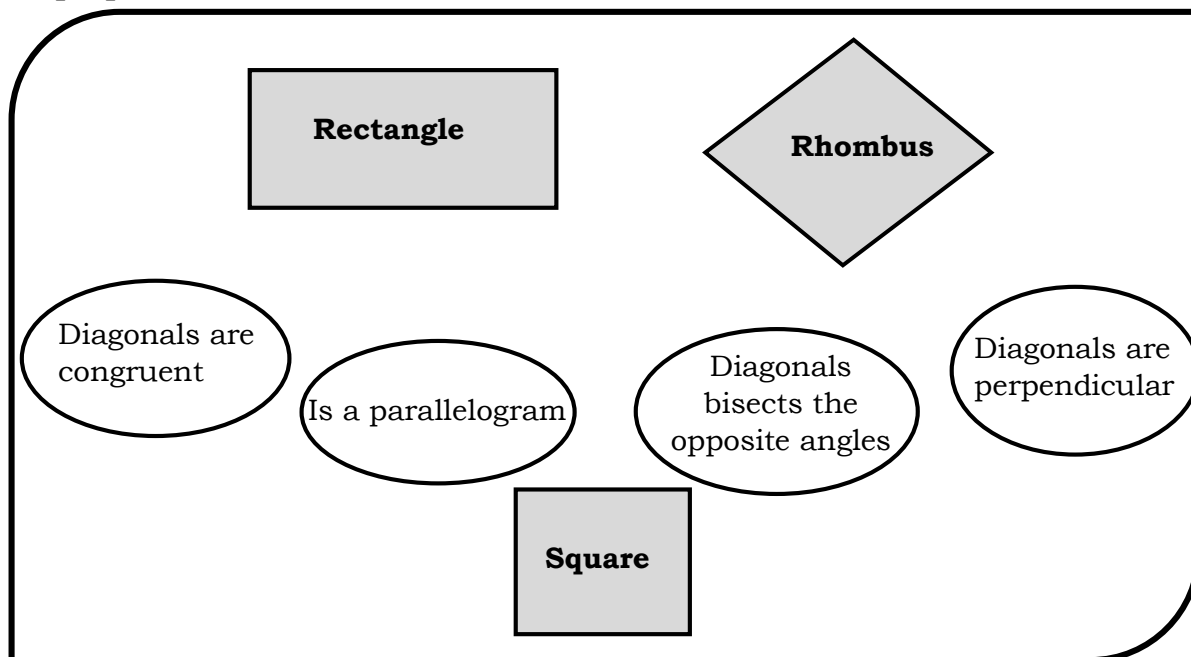 Rectangle
Rhombus
Diagonals are
congruent
Is a parallelogram
Diagonals
bisects the
opposite angles
Diagonals are
perpendicular
Square